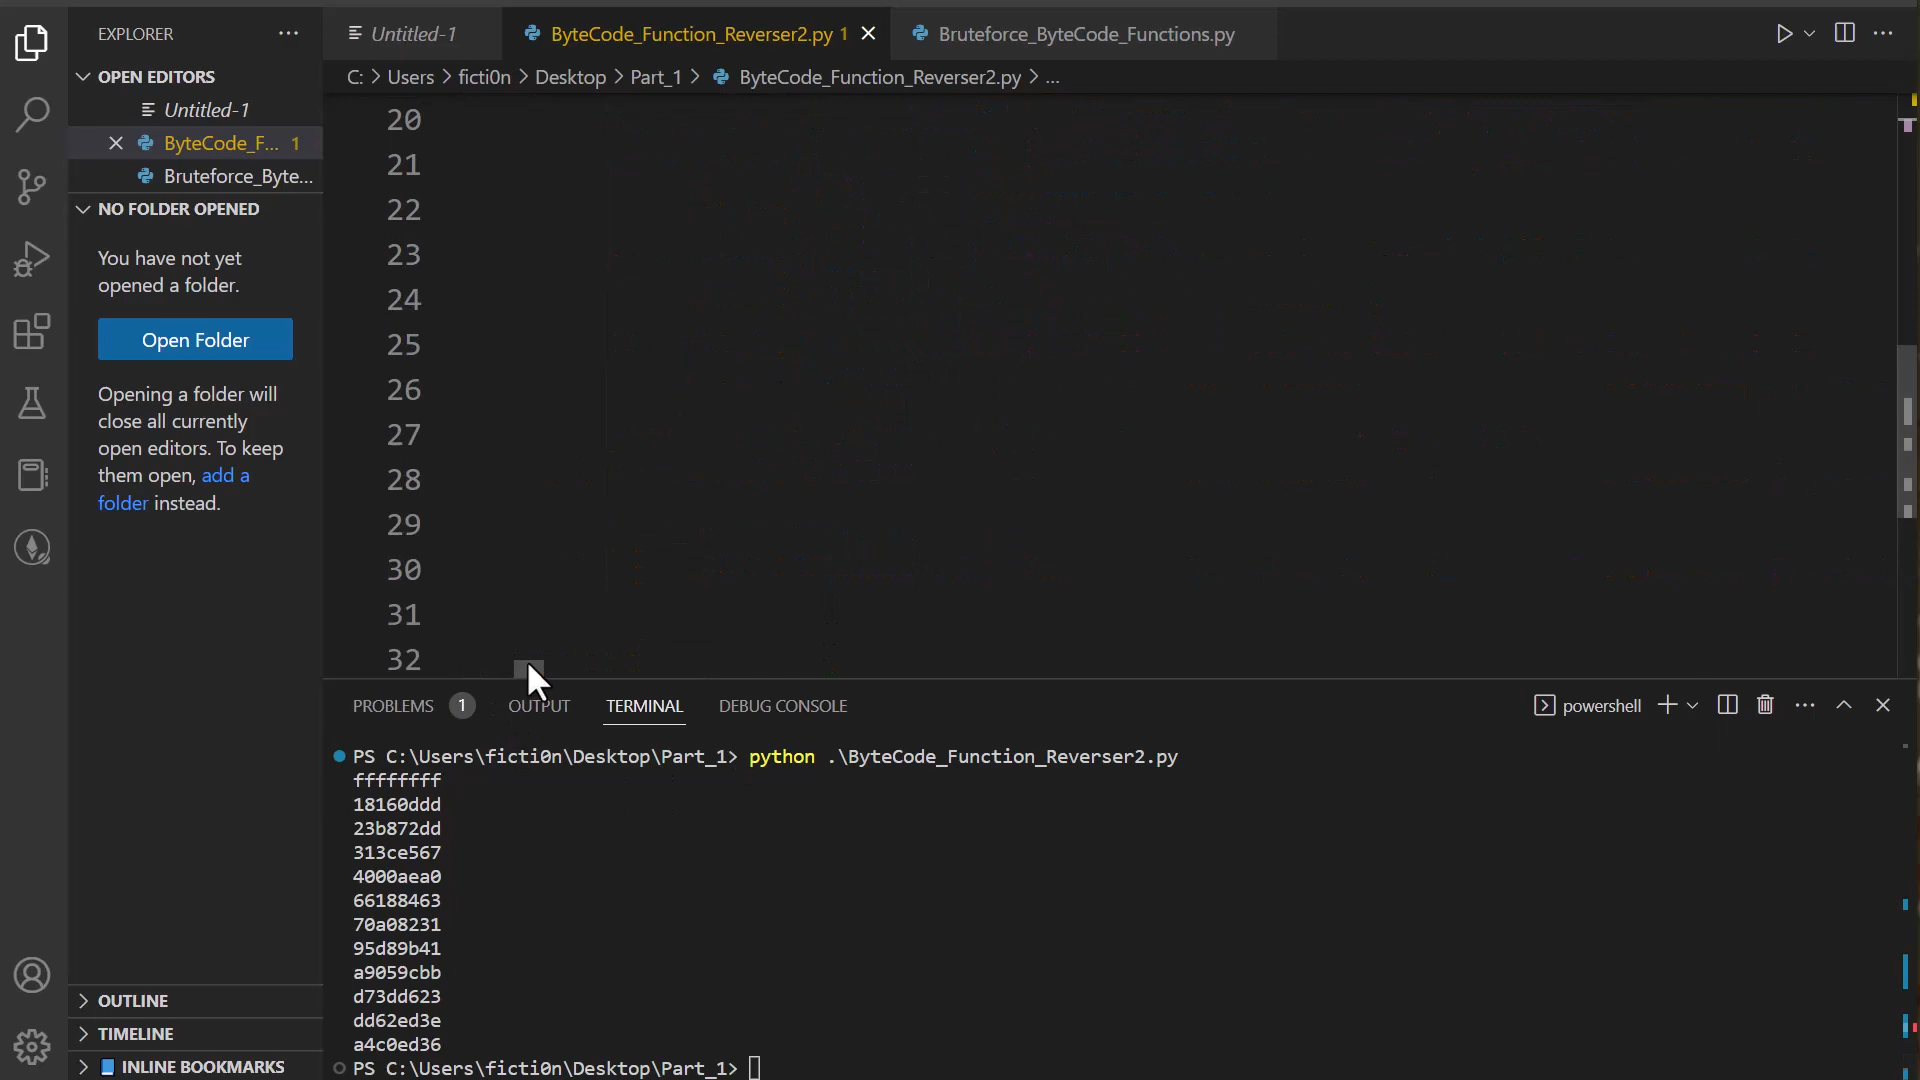 EXPLORER ···
Untitled-1
ByteCode_Function_Reverser2.py 1
Bruteforce_ByteCode_Functions.py
OPEN EDITORS
Untitled-1
ByteCode_F... 1
Bruteforce_Byte...
C: > Users > ficti0n > Desktop > Part_1 > ByteCode_Function_Reverser2.py > ...
NO FOLDER OPENED
You have not yet
opened a folder.
Open Folder
Opening a folder will
close all currently
open editors. To keep
them open, add a
folder instead.
OUTLINE
TIMELINE
INLINE BOOKMARKS
20
21
22
23
24
25
26
27
28
29
30
31
32
PROBLEMS 1 OUTPUT TERMINAL DEBUG CONSOLE
powershell
PS C:\Users\ficti0n\Desktop\Part_1> python .\ByteCode_Function_Reverser2.py
ffffffff
18160ddd
23b872dd
313ce567
4000aea0
66188463
70a08231
95d89b41
a9059cbb
d73dd623
dd62ed3e
a4c0ed36
PS C:\Users\ficti0n\Desktop\Part_1>